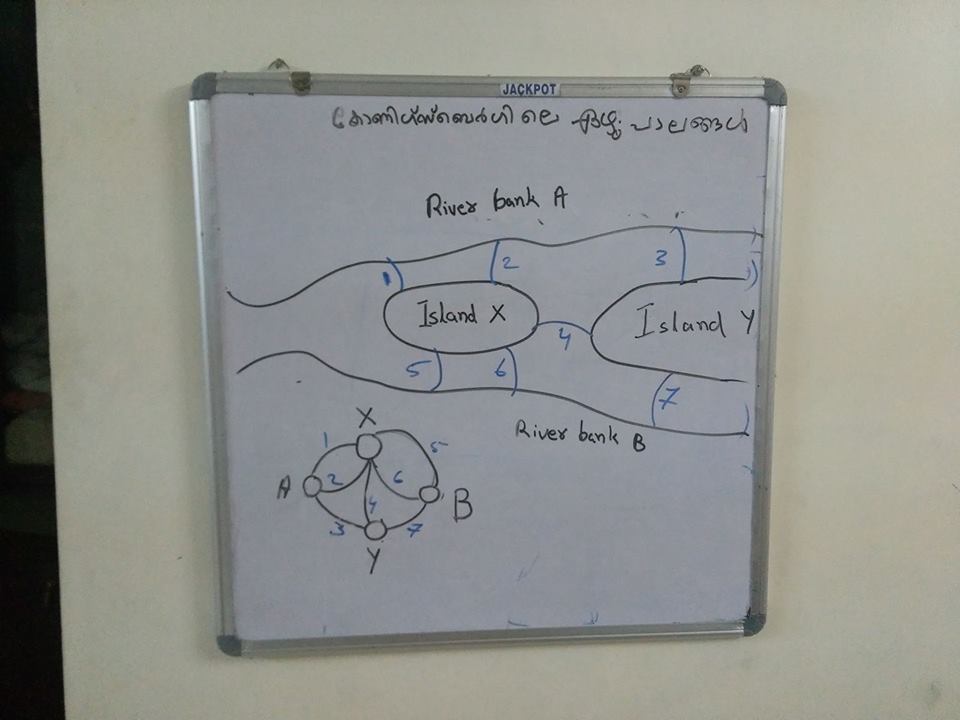 JACKPOT
കോണിഗ്സ്ബെർഗിലെ ഏഴു പാലങ്ങൾ
River bank A
1 2 3
Island X Island Y
4
5 6 7
River bank B
X
1 5
A 2 6 B
4
3 7
Y